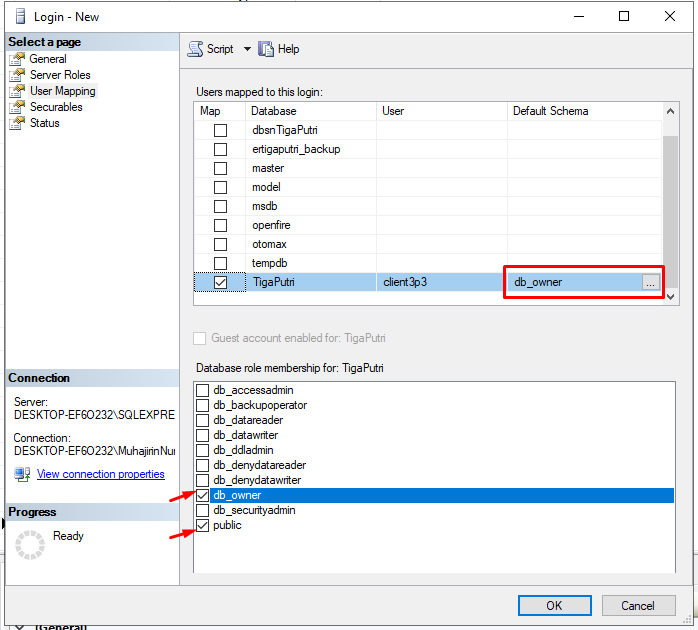 Login - New
Select a page
General
Server Roles
User Mapping
Securables
Status
Script
Help
Users mapped to this login:
Map Database User Default Schema
dbsnTigaPutri
ertigaputri_backup
master
model
msdb
openfire
otomax
tempdb
TigaPutri client3p3 db_owner ...
Guest account enabled for: TigaPutri
Database role membership for: TigaPutri
db_accessadmin
db_backupoperator
db_datareader
db_datawriter
db_ddladmin
db_denydatareader
db_denydatawriter
db_owner
db_securityadmin
public
Connection
Server:
DESKTOP-EF6O232\SQLEXPRE
Connection:
DESKTOP-EF6O232\MuhajirinNur
View connection properties
Progress
Ready
OK Cancel
(General)